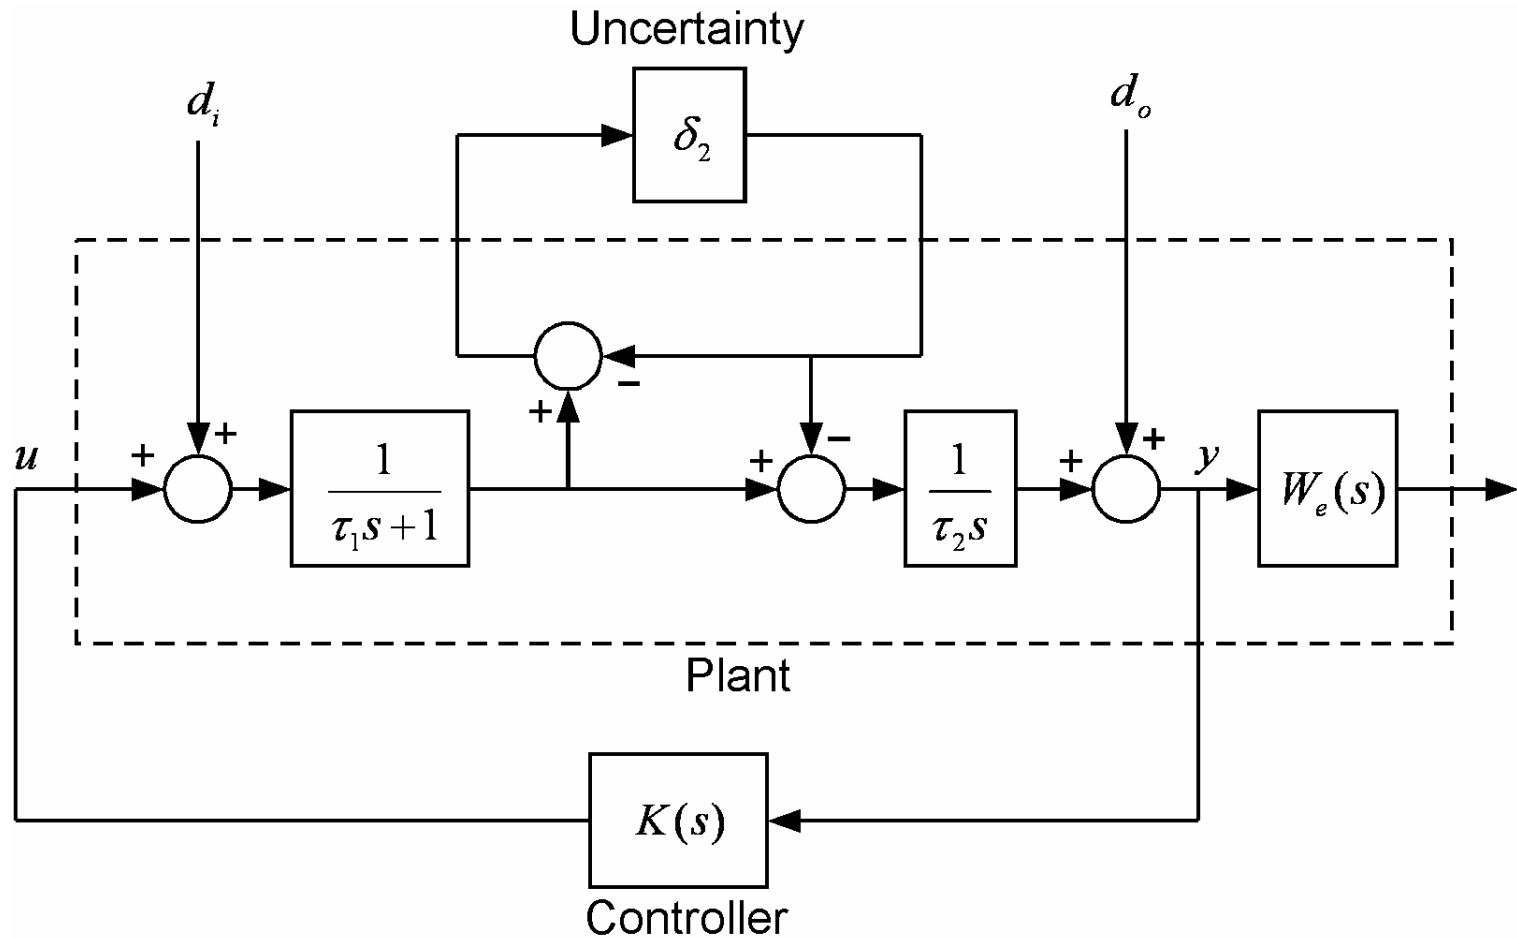 Uncertainty
d_i
d_o
δ_2
+
−
+
u
+
+
1
τ_1 s + 1
+
−
1
τ_2 s
+
+
y
W_e(s)
Plant
K(s)
Controller